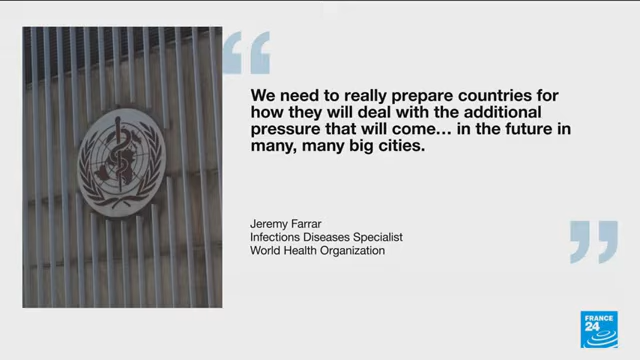 We need to really prepare countries for
how they will deal with the additional
pressure that will come… in the future in
many, many big cities.
Jeremy Farrar
Infections Diseases Specialist
World Health Organization
FRANCE
24